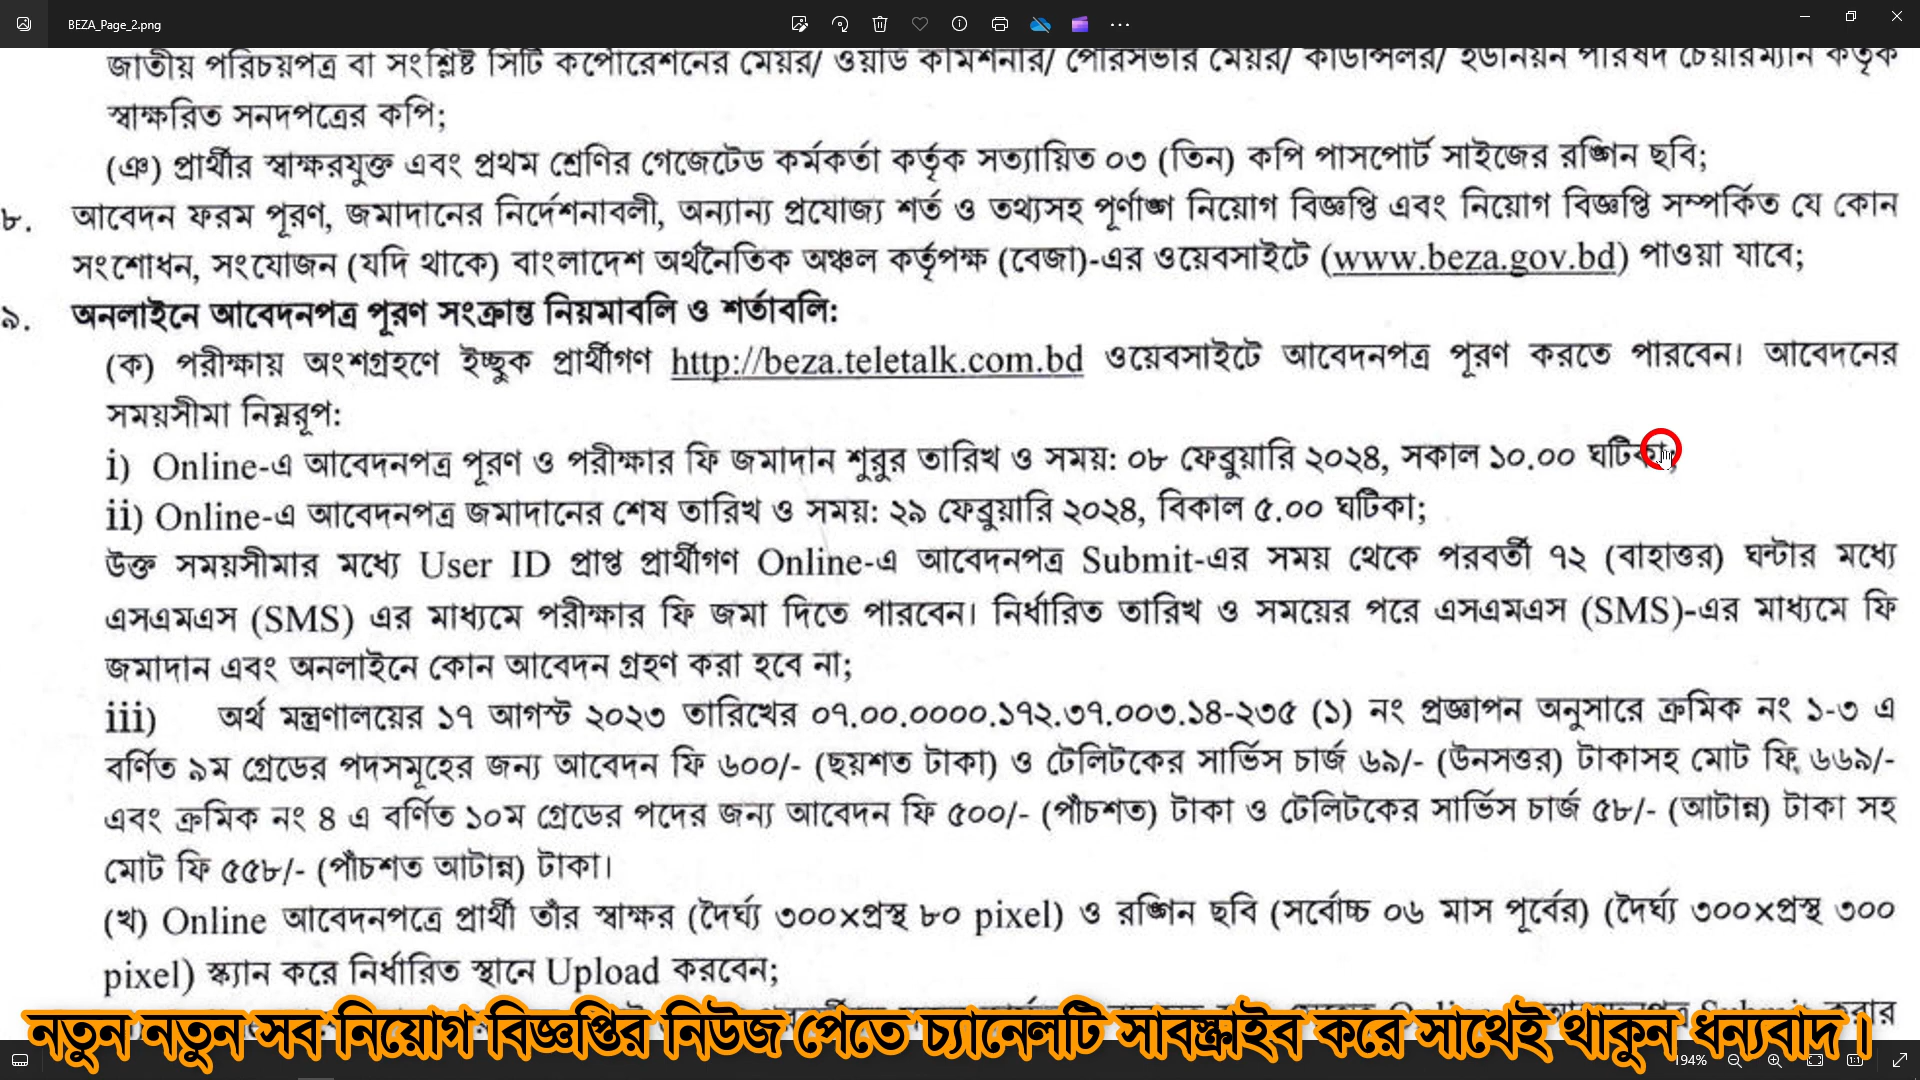 BEZA_Page_2.png
জাতীয় পরিচয়পত্র বা সংশ্লিষ্ট সিটি কর্পোরেশনের মেয়র/ ওয়ার্ড কমিশনার/ পৌরসভার মেয়র/ কাউন্সিলর/ ইউনিয়ন পরিষদ চেয়ারম্যান কর্তৃক
স্বাক্ষরিত সনদপত্রের কপি;
(ঞ) প্রার্থীর স্বাক্ষরযুক্ত এবং প্রথম শ্রেণির গেজেটেড কর্মকর্তা কর্তৃক সত্যায়িত ০৩ (তিন) কপি পাসপোর্ট সাইজের রঙ্গিন ছবি;
৮. আবেদন ফরম পূরণ, জমাদানের নির্দেশনাবলী, অন্যান্য প্রযোজ্য শর্ত ও তথ্যসহ পূর্ণাঙ্গ নিয়োগ বিজ্ঞপ্তি এবং নিয়োগ বিজ্ঞপ্তি সম্পর্কিত যে কোন
সংশোধন, সংযোজন (যদি থাকে) বাংলাদেশ অর্থনৈতিক অঞ্চল কর্তৃপক্ষ (বেজা)-এর ওয়েবসাইটে (www.beza.gov.bd) পাওয়া যাবে;
৯. অনলাইনে আবেদনপত্র পূরণ সংক্রান্ত নিয়মাবলি ও শর্তাবলি:
(ক) পরীক্ষায় অংশগ্রহণে ইচ্ছুক প্রার্থীগণ http://beza.teletalk.com.bd ওয়েবসাইটে আবেদনপত্র পূরণ করতে পারবেন। আবেদনের
সময়সীমা নিম্নরূপ:
i) Online-এ আবেদনপত্র পূরণ ও পরীক্ষার ফি জমাদান শুরুর তারিখ ও সময়: ০৮ ফেব্রুয়ারি ২০২৪, সকাল ১০.০০ ঘটিকা;
ii) Online-এ আবেদনপত্র জমাদানের শেষ তারিখ ও সময়: ২৯ ফেব্রুয়ারি ২০২৪, বিকাল ৫.০০ ঘটিকা;
উক্ত সময়সীমার মধ্যে User ID প্রাপ্ত প্রার্থীগণ Online-এ আবেদনপত্র Submit-এর সময় থেকে পরবর্তী ৭২ (বাহাত্তর) ঘন্টার মধ্যে
এসএমএস (SMS) এর মাধ্যমে পরীক্ষার ফি জমা দিতে পারবেন। নির্ধারিত তারিখ ও সময়ের পরে এসএমএস (SMS)-এর মাধ্যমে ফি
জমাদান এবং অনলাইনে কোন আবেদন গ্রহণ করা হবে না;
iii) অর্থ মন্ত্রণালয়ের ১৭ আগস্ট ২০২৩ তারিখের ০৭.০০.০০০০.১৭২.৩৭.০০৩.১৪-২৩৫ (১) নং প্রজ্ঞাপন অনুসারে ক্রমিক নং ১-৩ এ
বর্ণিত ৯ম গ্রেডের পদসমূহের জন্য আবেদন ফি ৬০০/- (ছয়শত টাকা) ও টেলিটকের সার্ভিস চার্জ ৬৯/- (উনসত্তর) টাকাসহ মোট ফি ৬৬৯/-
এবং ক্রমিক নং ৪ এ বর্ণিত ১০ম গ্রেডের পদের জন্য আবেদন ফি ৫০০/- (পাঁচশত) টাকা ও টেলিটকের সার্ভিস চার্জ ৫৮/- (আটান্ন) টাকা সহ
মোট ফি ৫৫৮/- (পাঁচশত আটান্ন) টাকা।
(খ) Online আবেদনপত্রে প্রার্থী তাঁর স্বাক্ষর (দৈর্ঘ্য ৩০০×প্রস্থ ৮০ pixel) ও রঙ্গিন ছবি (সর্বোচ্চ ০৬ মাস পূর্বের) (দৈর্ঘ্য ৩০০×প্রস্থ ৩০০
pixel) স্ক্যান করে নির্ধারিত স্থানে Upload করবেন;
করার
নতুন নতুন সব নিয়োগ বিজ্ঞপ্তির নিউজ পেতে চ্যানেলটি সাবস্ক্রাইব করে সাথেই থাকুন ধন্যবাদ।
194%